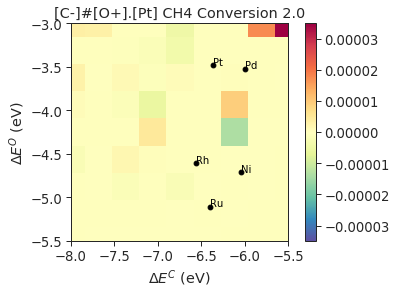 [C-]#[O+].[Pt] CH4 Conversion 2.0
−3.0
−3.5
−4.0
−4.5
−5.0
−5.5
ΔE^O (eV)
Pt
Pd
Rh
Ni
Ru
−8.0 −7.5 −7.0 −6.5 −6.0 −5.5
ΔE^C (eV)
0.00003
0.00002
0.00001
0.00000
−0.00001
−0.00002
−0.00003